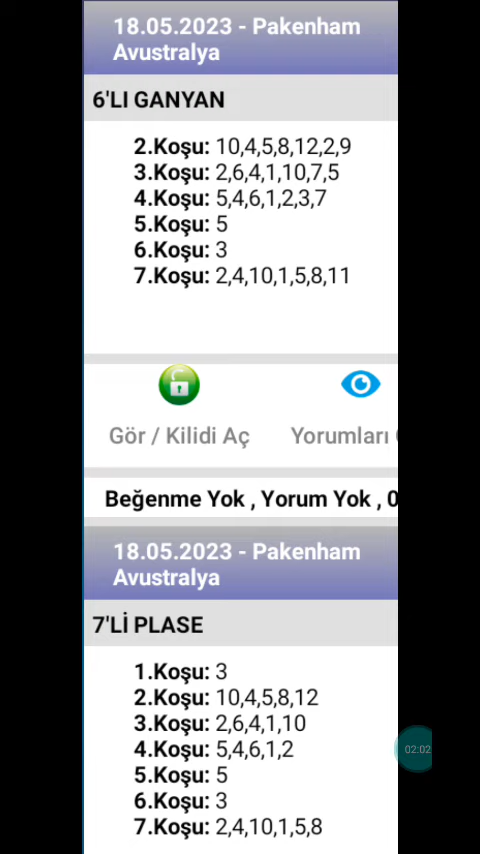 18.05.2023 - Pakenham
Avustralya
6'LI GANYAN
2.Koşu: 10,4,5,8,12,2,9
3.Koşu: 2,6,4,1,10,7,5
4.Koşu: 5,4,6,1,2,3,7
5.Koşu: 5
6.Koşu: 3
7.Koşu: 2,4,10,1,5,8,11
Gör / Kilidi Aç
Yorumları
Beğenme Yok , Yorum Yok , 0
18.05.2023 - Pakenham
Avustralya
7'Lİ PLASE
1.Koşu: 3
2.Koşu: 10,4,5,8,12
3.Koşu: 2,6,4,1,10
4.Koşu: 5,4,6,1,2
5.Koşu: 5
6.Koşu: 3
7.Koşu: 2,4,10,1,5,8
02:02